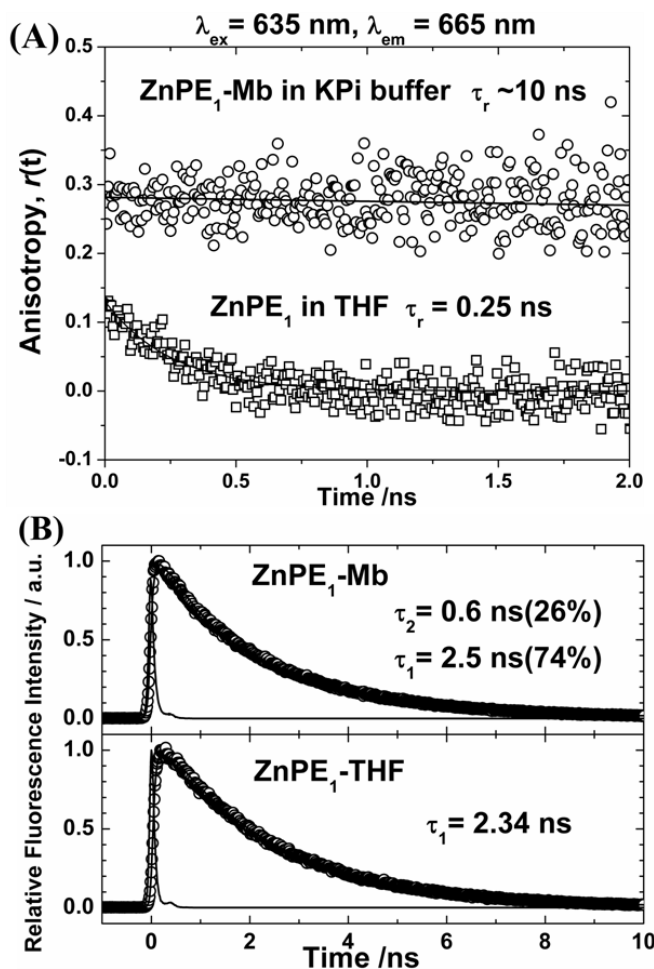 (A)
λex = 635 nm, λem = 665 nm
0.5
0.4
0.3
0.2
0.1
0.0
-0.1
Anisotropy, r(t)
ZnPE1-Mb in KPi buffer τr ~10 ns
ZnPE1 in THF τr = 0.25 ns
0.0 0.5 1.0 1.5 2.0
Time /ns
(B)
Relative Fluorescence Intensity / a.u.
1.0
0.5
0.0
ZnPE1-Mb
τ2= 0.6 ns(26%)
τ1= 2.5 ns(74%)
1.0
0.5
0.0
ZnPE1-THF
τ1= 2.34 ns
0 2 4 6 8 10
Time /ns